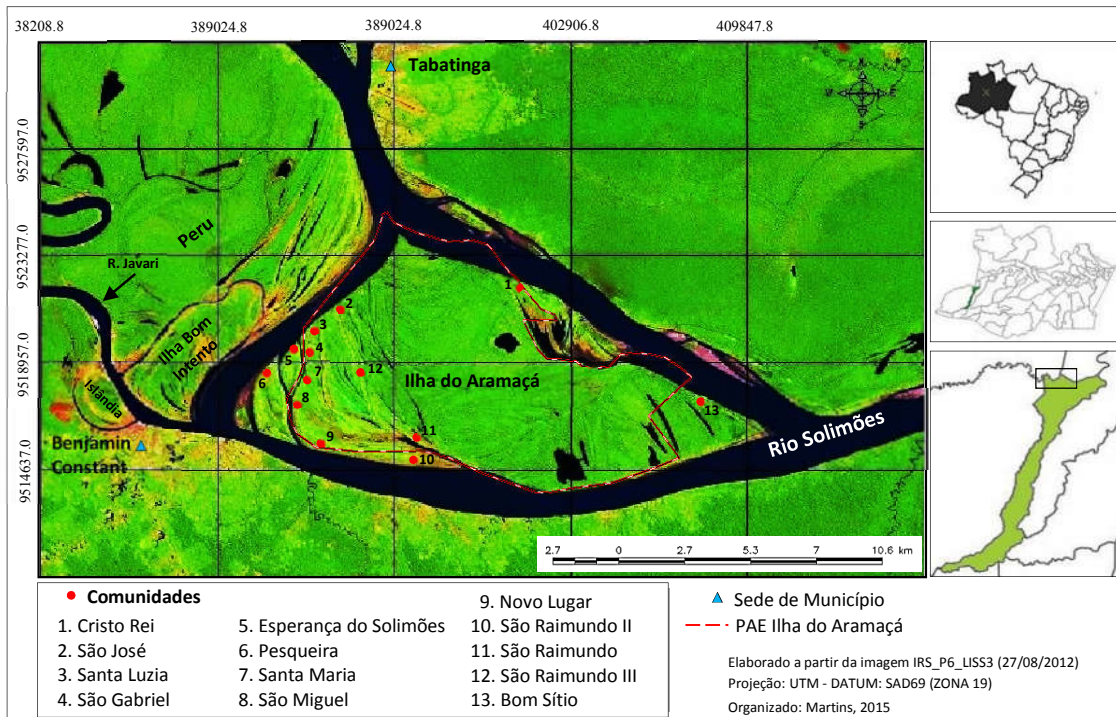 38208.8 389024.8 389024.8 402906.8 409847.8
9527597.0
9523277.0
9518957.0
9514637.0
Tabatinga
Peru
R. Javari
Ilha Bom
Intento
Islândia
Benjamin
Constant
Ilha do Aramaçá
Rio Solimões
1
2
3
4
5
6
7
8
9
10
11
12
13
2.7 0 2.7 5.3 7 10.6 km
Comunidades
1. Cristo Rei
2. São José
3. Santa Luzia
4. São Gabriel
5. Esperança do Solimões
6. Pesqueira
7. Santa Maria
8. São Miguel
9. Novo Lugar
10. São Raimundo II
11. São Raimundo
12. São Raimundo III
13. Bom Sítio
Sede de Município
PAE Ilha do Aramaçá
Elaborado a partir da imagem IRS_P6_LISS3 (27/08/2012)
Projeção: UTM - DATUM: SAD69 (ZONA 19)
Organizado: Martins, 2015